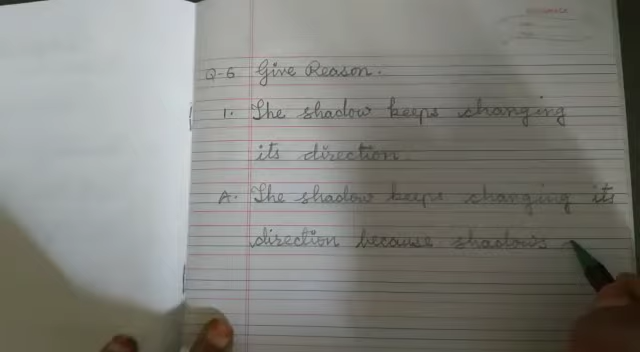 Q-6 Give Reason.
1. The shadow keeps changing
its direction.
A. The shadow keeps changing its
direction because shadows